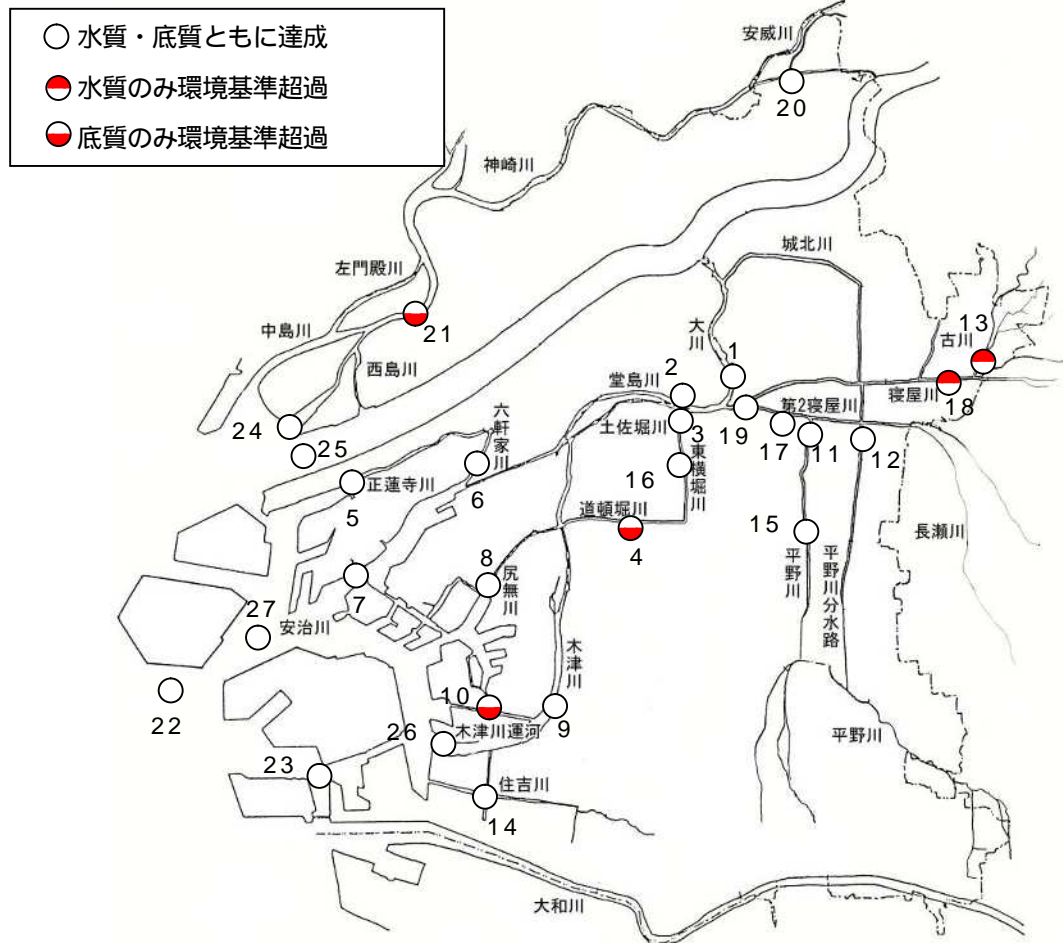 水質・底質ともに達成
水質のみ環境基準超過
底質のみ環境基準超過
安威川
20
神崎川
城北川
左門殿川
21
中島川
西島川
大川
13
古川
1
2
堂島川
寝屋川
18
六軒家川
土佐堀川
3
19
第2寝屋川
17
11
12
24
25
16
東横堀川
正蓮寺川
5
6
道頓堀川
4
長瀬川
15
平野川
平野川分水路
8
尻無川
7
27
安治川
木津川
22
10
9
26
木津川運河
平野川
23
住吉川
14
大和川